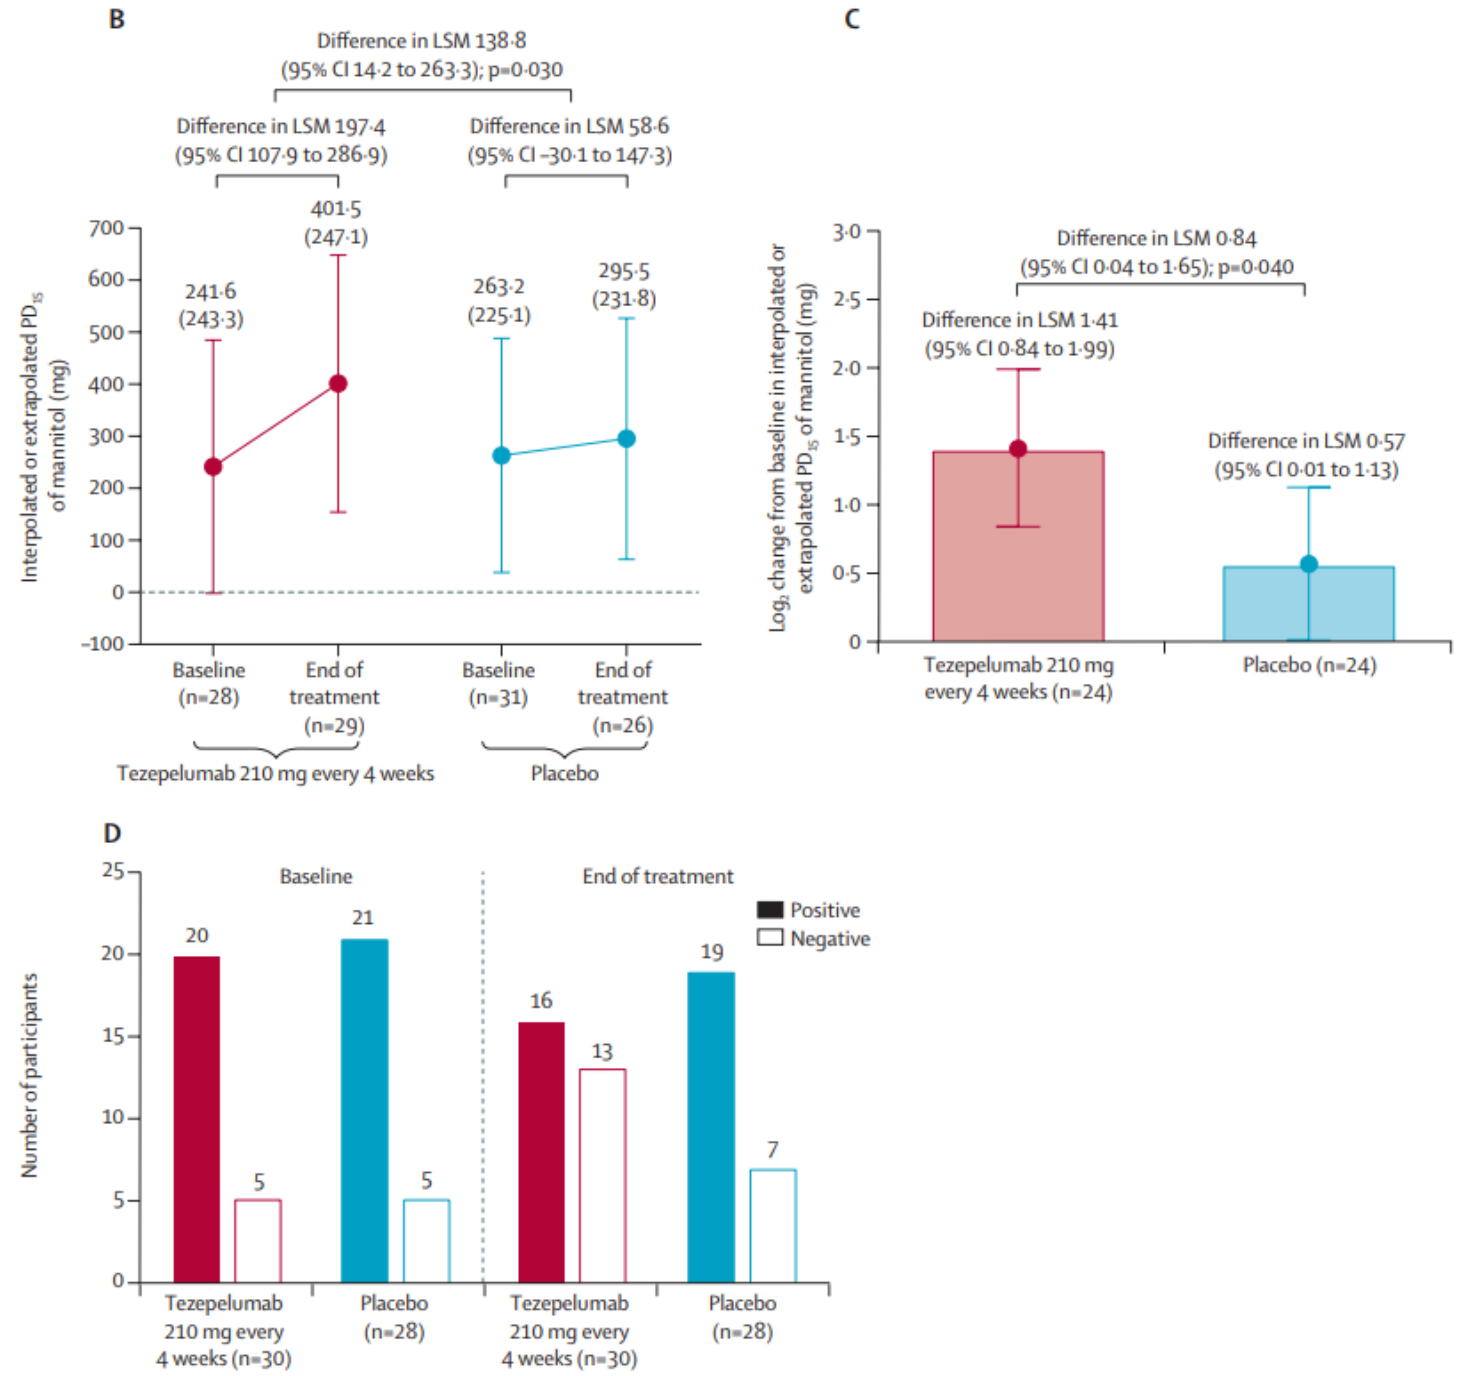 B
Difference in LSM 138·8
(95% CI 14·2 to 263·3); p=0·030
Difference in LSM 197·4
(95% CI 107·9 to 286·9)
Difference in LSM 58·6
(95% CI –30·1 to 147·3)
Interpolated or extrapolated PD15
of mannitol (mg)
700
600
500
400
300
200
100
0
–100
241·6
(243·3)
401·5
(247·1)
263·2
(225·1)
295·5
(231·8)
Baseline
(n=28)
End of
treatment
(n=29)
Baseline
(n=31)
End of
treatment
(n=26)
Tezepelumab 210 mg every 4 weeks
Placebo
C
Log2 change from baseline in interpolated or
extrapolated PD15 of mannitol (mg)
3·0
2·5
2·0
1·5
1·0
0·5
0
Difference in LSM 0·84
(95% CI 0·04 to 1·65); p=0·040
Difference in LSM 1·41
(95% CI 0·84 to 1·99)
Difference in LSM 0·57
(95% CI 0·01 to 1·13)
Tezepelumab 210 mg
every 4 weeks (n=24)
Placebo (n=24)
D
Number of participants
25
20
15
10
5
0
Baseline
End of treatment
Positive
Negative
20
5
21
5
16
13
19
7
Tezepelumab
210 mg every
4 weeks (n=30)
Placebo
(n=28)
Tezepelumab
210 mg every
4 weeks (n=30)
Placebo
(n=28)